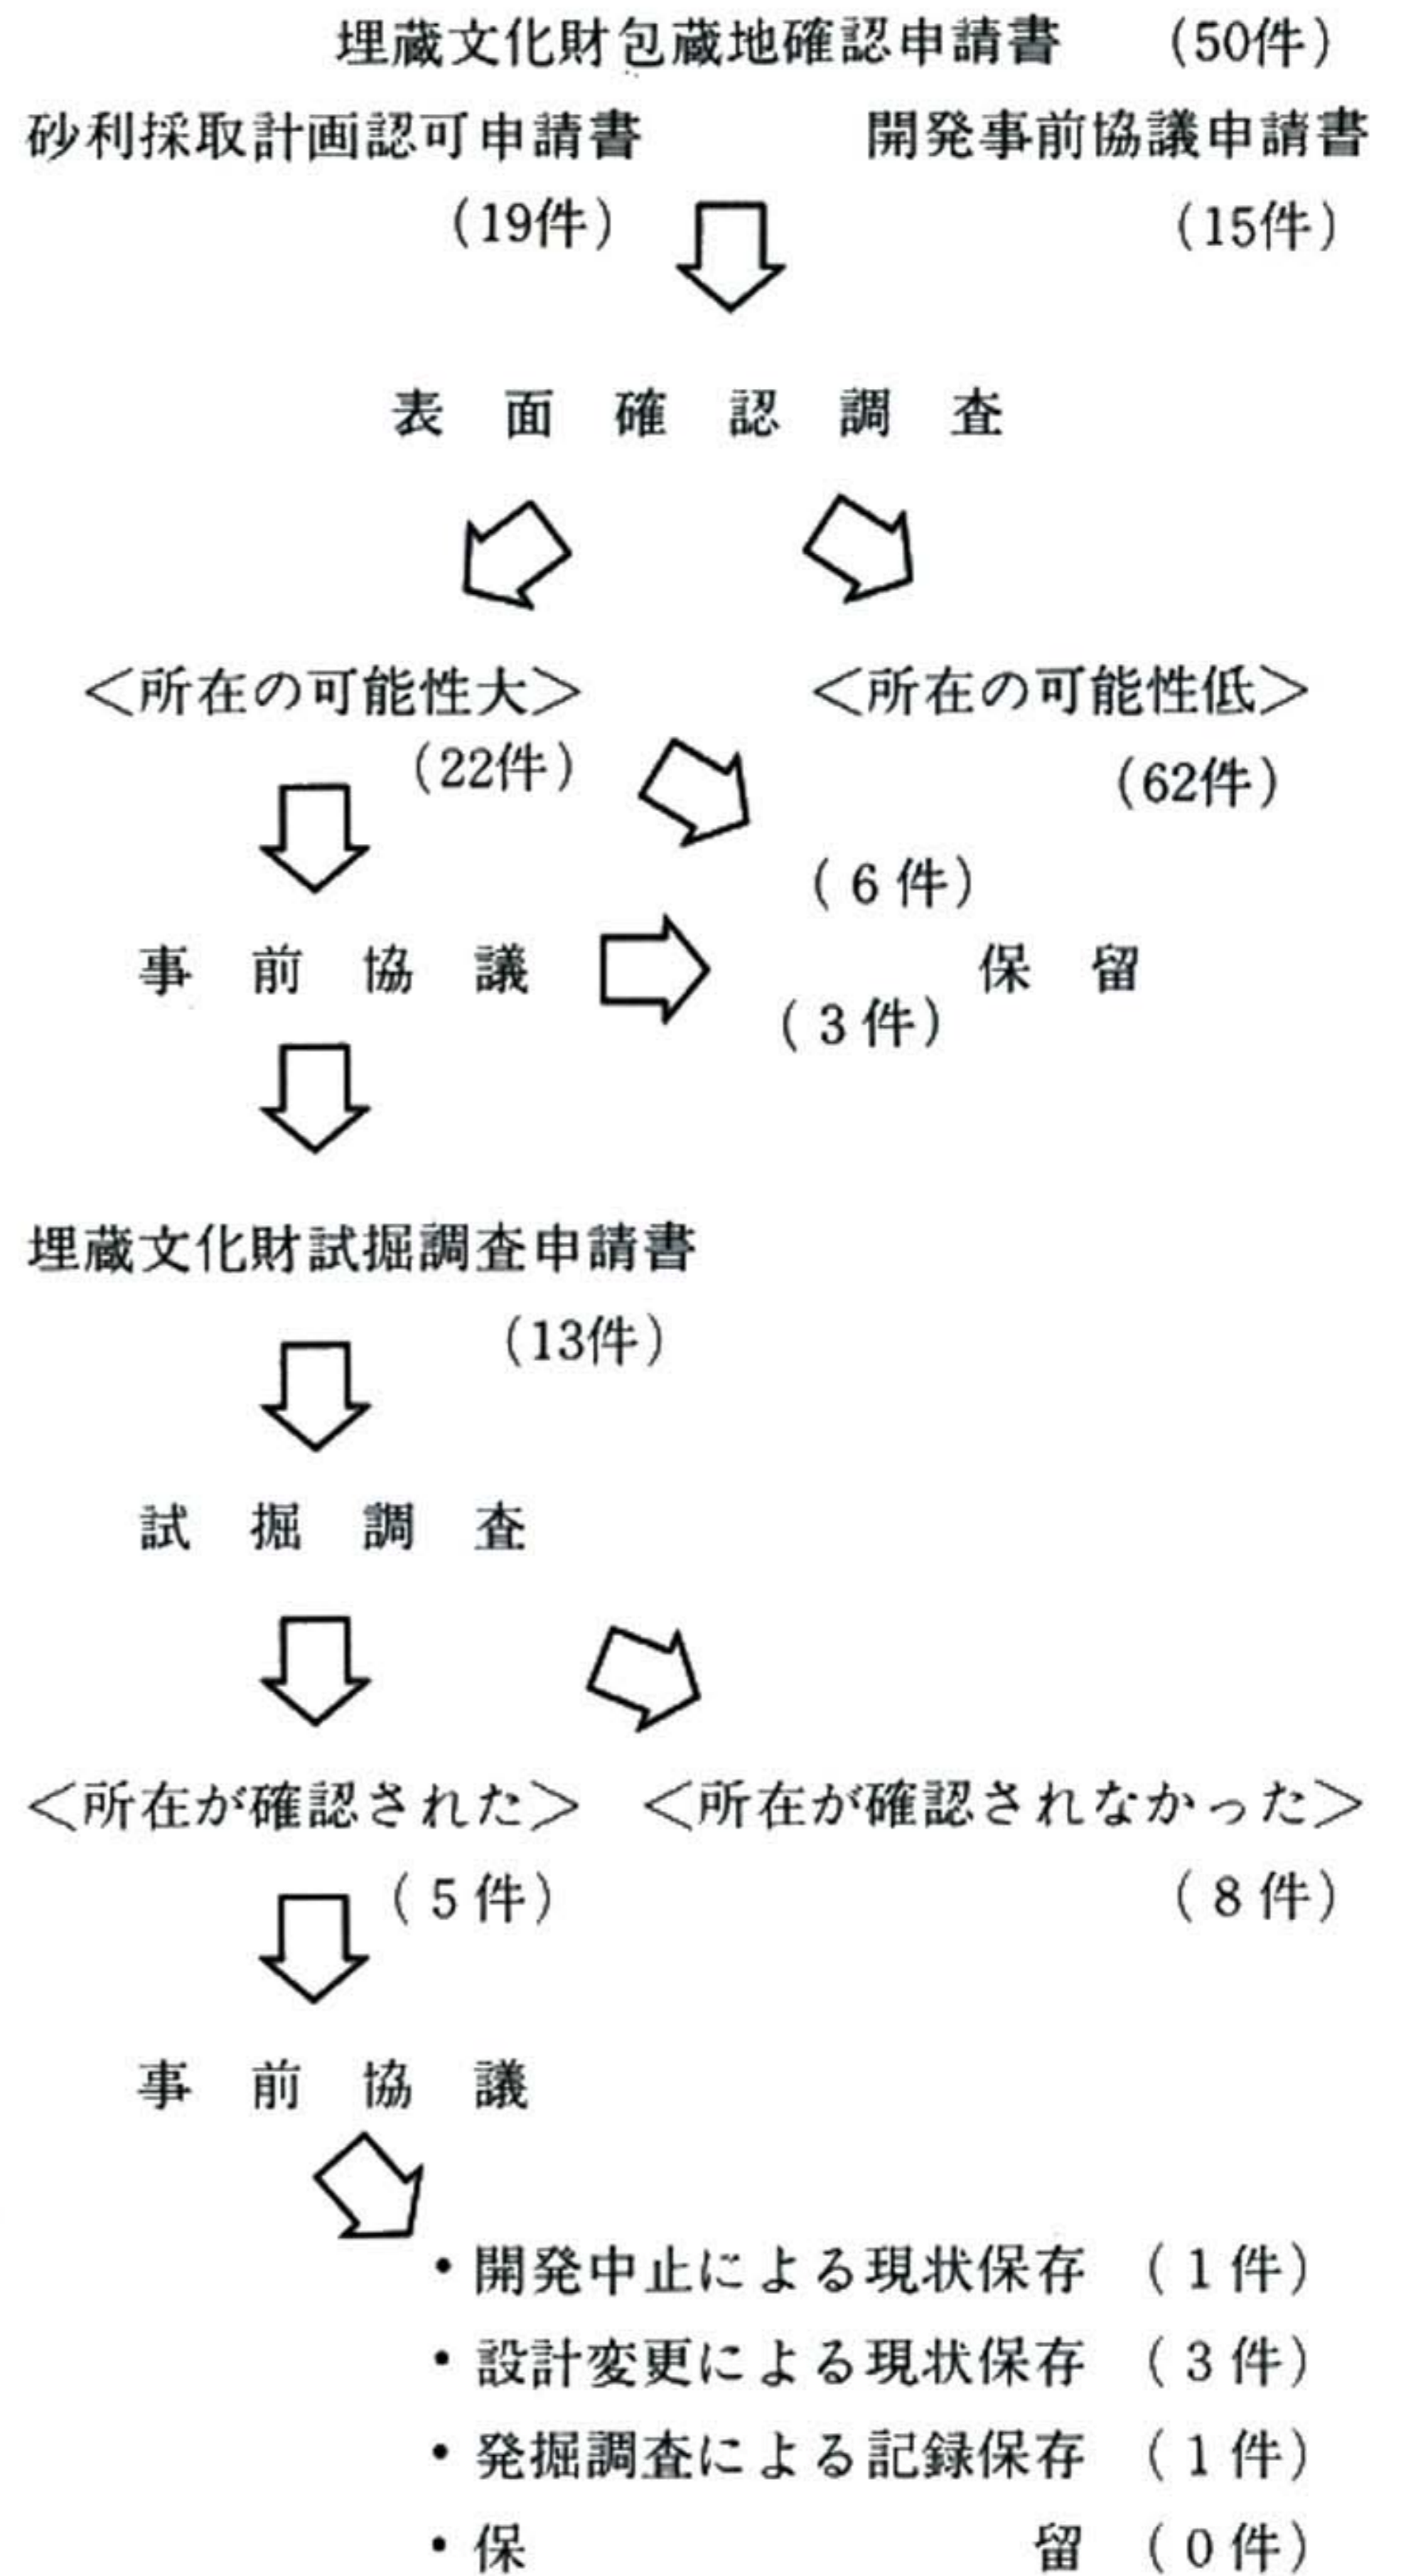 埋蔵文化財包蔵地確認申請書 (50件)
砂利採取計画認可申請書 開発事前協議申請書
(19件) (15件)
表面確認調査
<所在の可能性大> <所在の可能性低>
(22件) (62件)
(6件)
事前協議 保留
(3件)
埋蔵文化財試掘調査申請書
(13件)
試掘調査
<所在が確認された> <所在が確認されなかった>
(5件) (8件)
事前協議
・開発中止による現状保存 (1件)
・設計変更による現状保存 (3件)
・発掘調査による記録保存 (1件)
・保留 (0件)